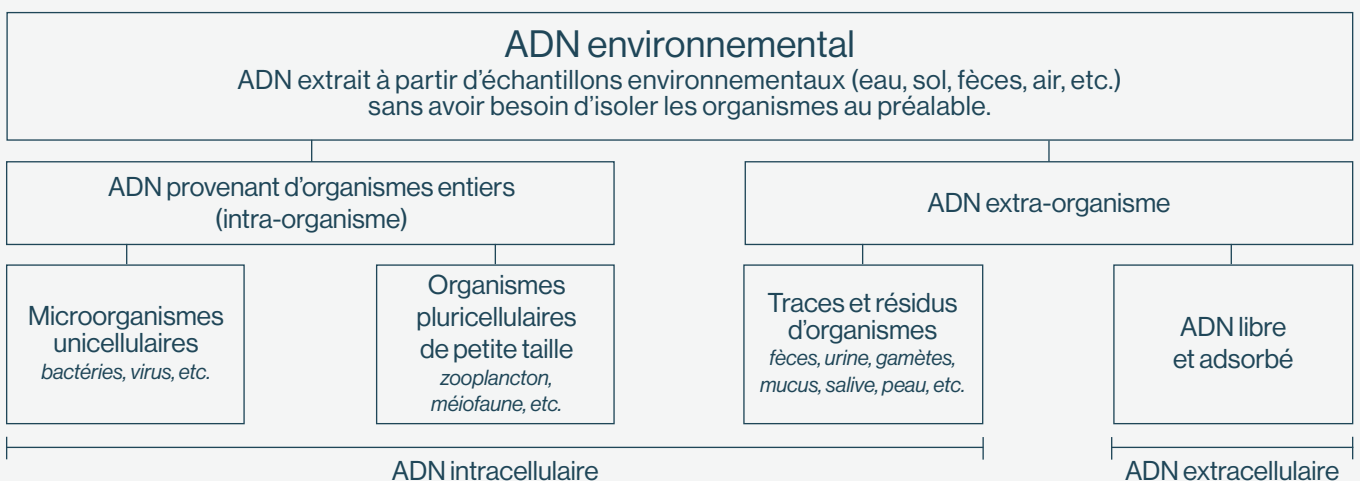 ADN environnemental
ADN extrait à partir d'échantillons environnementaux (eau, sol, fèces, air, etc.)
sans avoir besoin d'isoler les organismes au préalable.
ADN provenant d'organismes entiers
(intra-organisme)
ADN extra-organisme
Microorganismes
unicellulaires
bactéries, virus, etc.
Organismes
pluricellulaires
de petite taille
zooplancton,
méiofaune, etc.
Traces et résidus
d'organismes
fèces, urine, gamètes,
mucus, salive, peau, etc.
ADN libre
et adsorbé
ADN intracellulaire
ADN extracellulaire